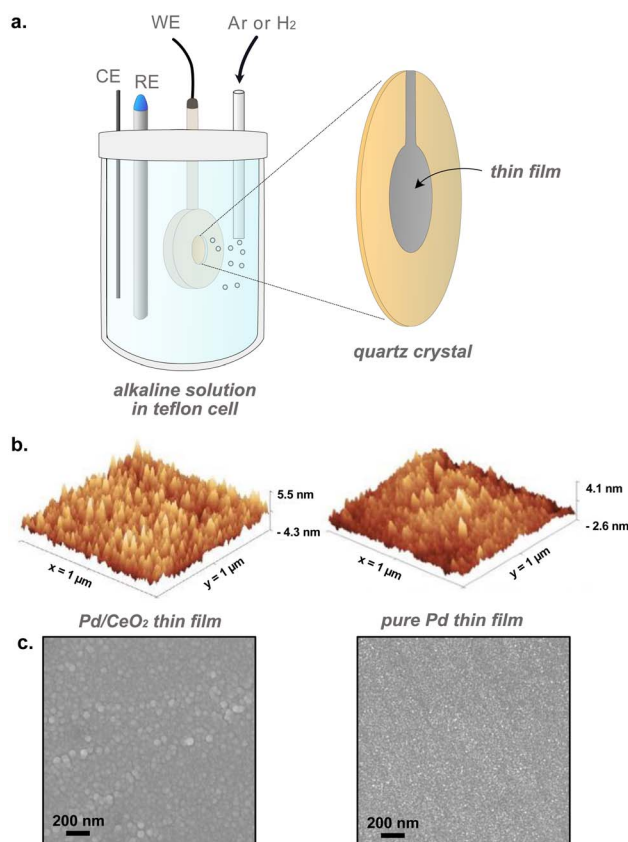 a.
WE
Ar or H₂
CE
RE
thin film
quartz crystal
alkaline solution
in teflon cell
b.
5.5 nm
- 4.3 nm
x = 1 µm
y = 1 µm
4.1 nm
- 2.6 nm
x = 1 µm
y = 1 µm
Pd/CeO₂ thin film
pure Pd thin film
c.
200 nm
200 nm